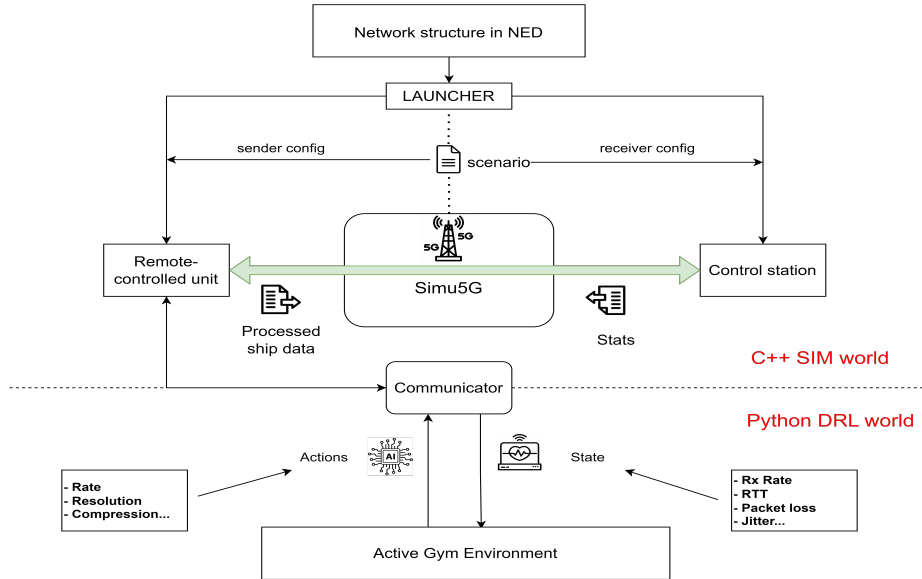 Network structure in NED
LAUNCHER
sender config
scenario
receiver config
5G
5G
Remote-
controlled unit
Simu5G
Control station
Processed
ship data
Stats
C++ SIM world
Communicator
Python DRL world
Actions
AI
State
- Rate
- Resolution
- Compression...
- Rx Rate
- RTT
- Packet loss
- Jitter...
Active Gym Environment